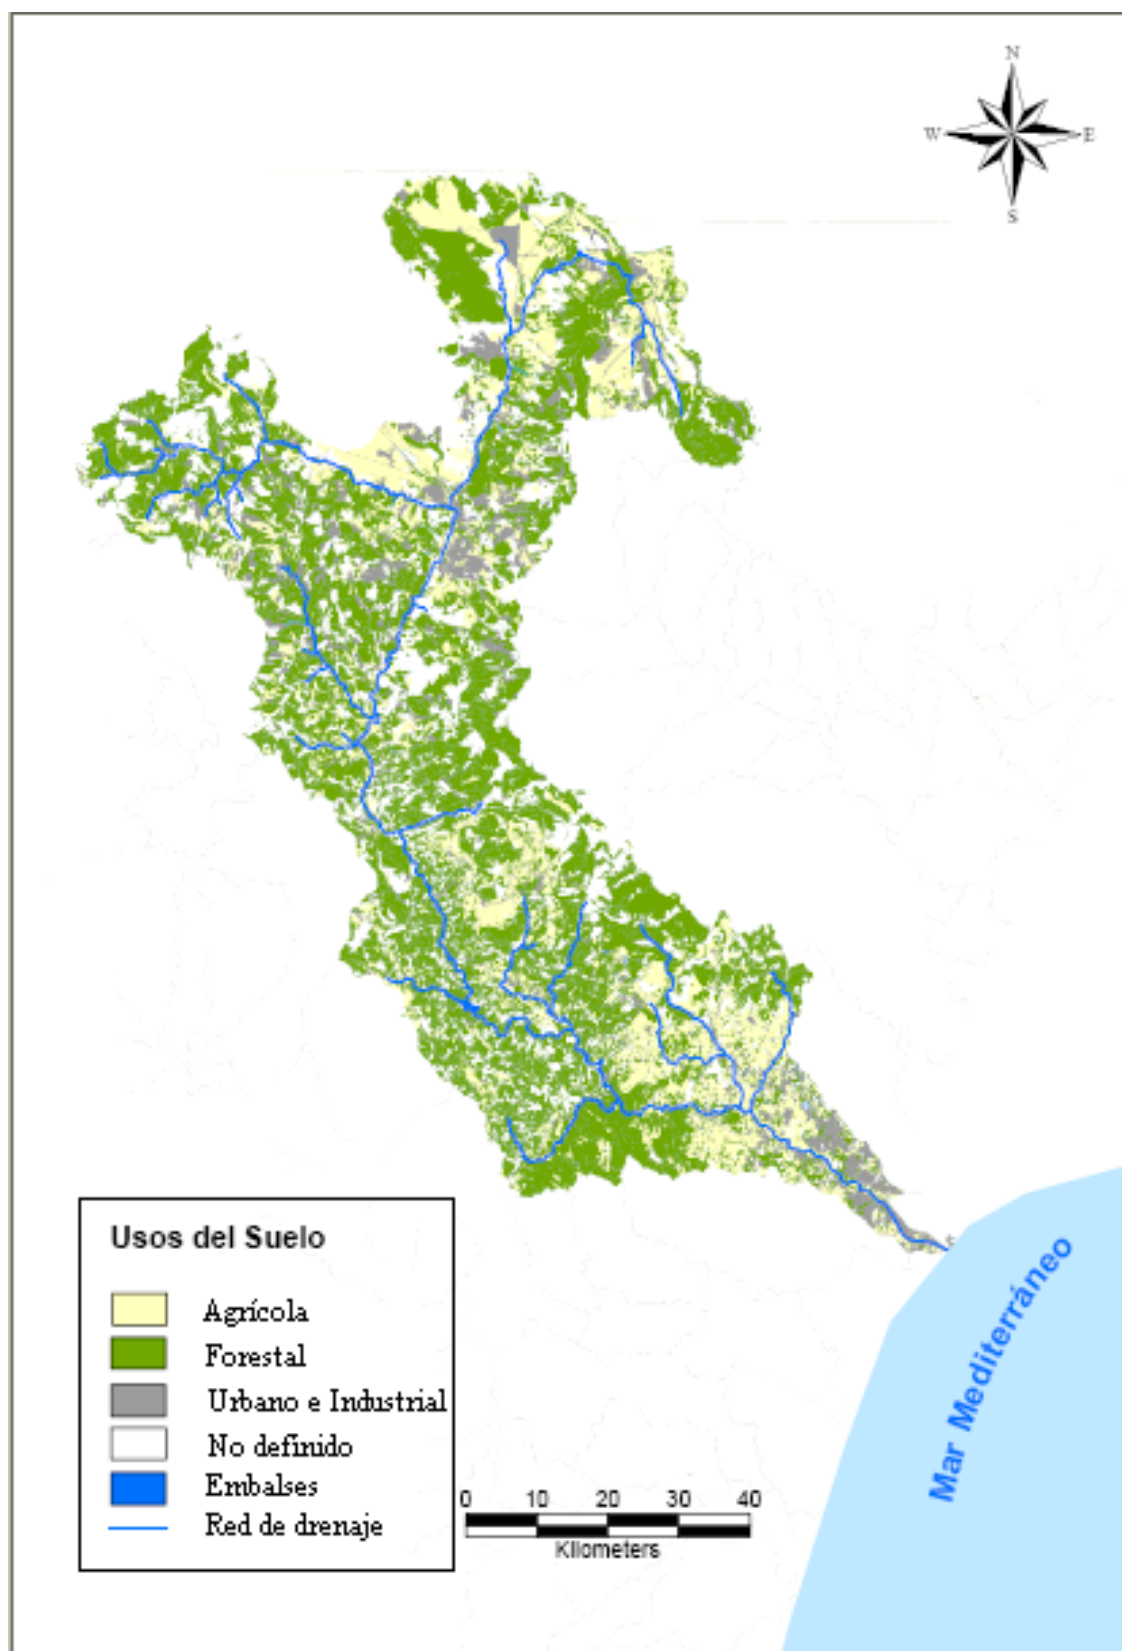 N
W E
S
Usos del Suelo
Agrícola
Forestal
Urbano e Industrial
No definido
Embalses
Red de drenaje
0 10 20 30 40
Kilometers
Mar Mediterráneo